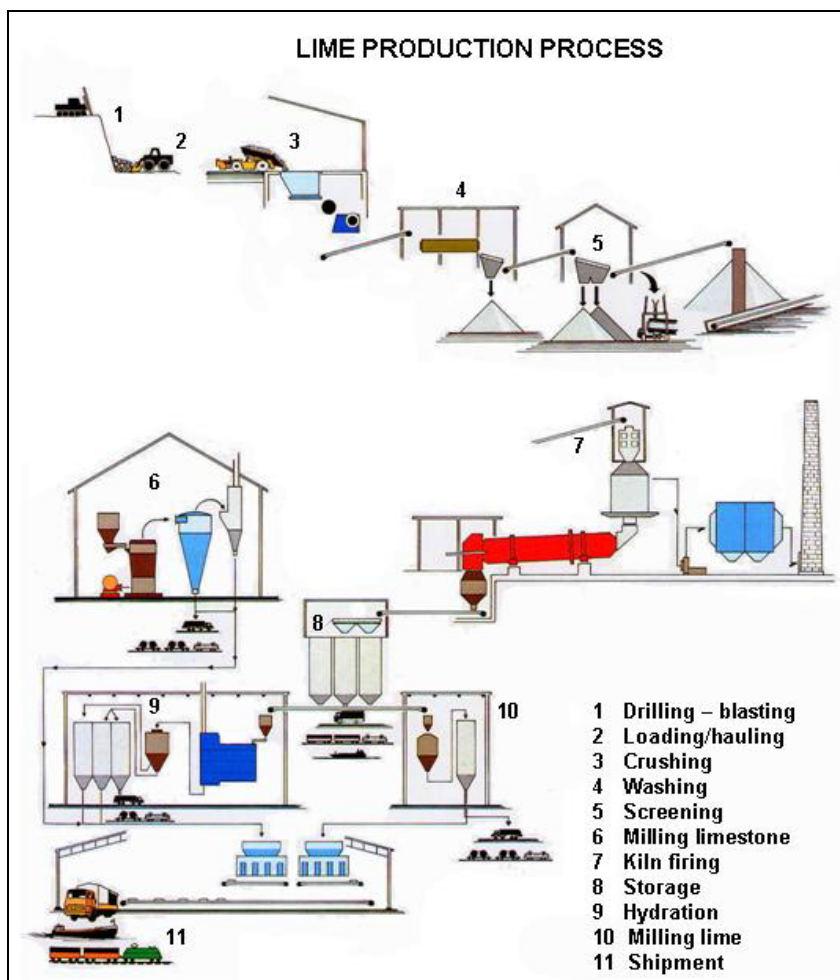 LIME PRODUCTION PROCESS
1
2
3
4
5
6
7
8
9
10
11
1 Drilling – blasting
2 Loading/hauling
3 Crushing
4 Washing
5 Screening
6 Milling limestone
7 Kiln firing
8 Storage
9 Hydration
10 Milling lime
11 Shipment